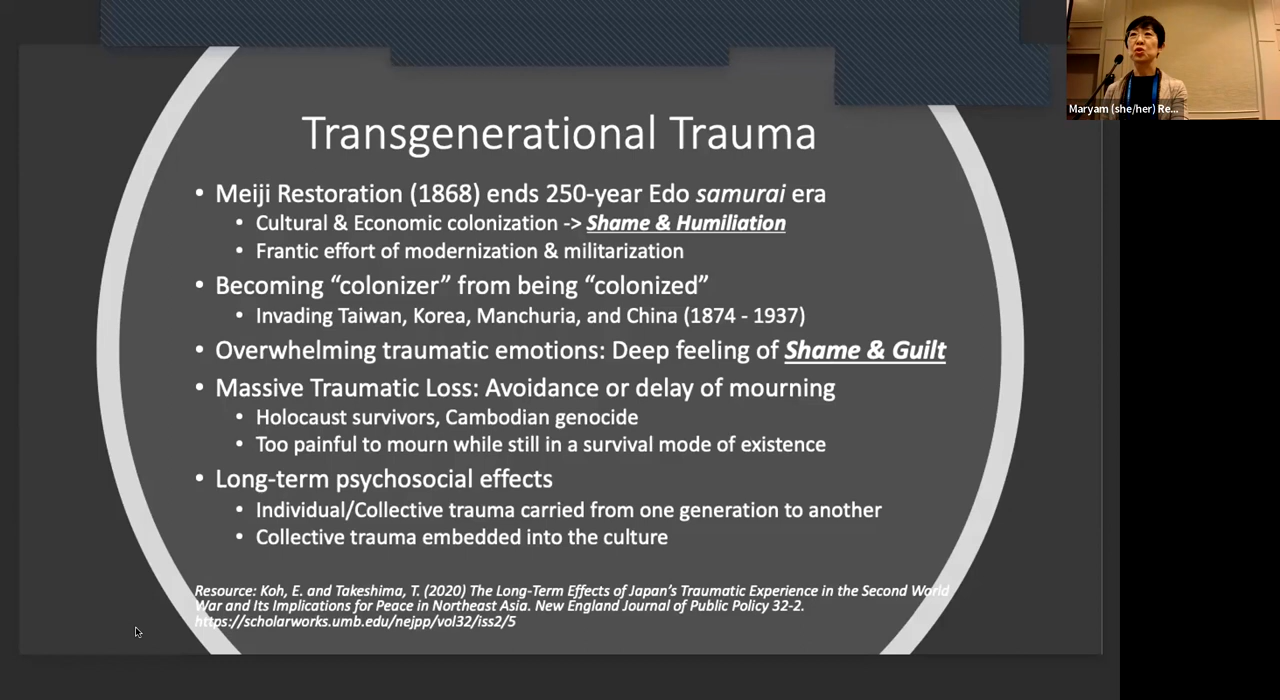 Maryam (she/her) Re...
Transgenerational Trauma
• Meiji Restoration (1868) ends 250-year Edo samurai era
• Cultural & Economic colonization -> Shame & Humiliation
• Frantic effort of modernization & militarization
• Becoming “colonizer” from being “colonized”
• Invading Taiwan, Korea, Manchuria, and China (1874 - 1937)
• Overwhelming traumatic emotions: Deep feeling of Shame & Guilt
• Massive Traumatic Loss: Avoidance or delay of mourning
• Holocaust survivors, Cambodian genocide
• Too painful to mourn while still in a survival mode of existence
• Long-term psychosocial effects
• Individual/Collective trauma carried from one generation to another
• Collective trauma embedded into the culture
Resource: Koh, E. and Takeshima, T. (2020) The Long-Term Effects of Japan’s Traumatic Experience in the Second World
War and Its Implications for Peace in Northeast Asia. New England Journal of Public Policy 32-2.
https://scholarworks.umb.edu/nejpp/vol32/iss2/5